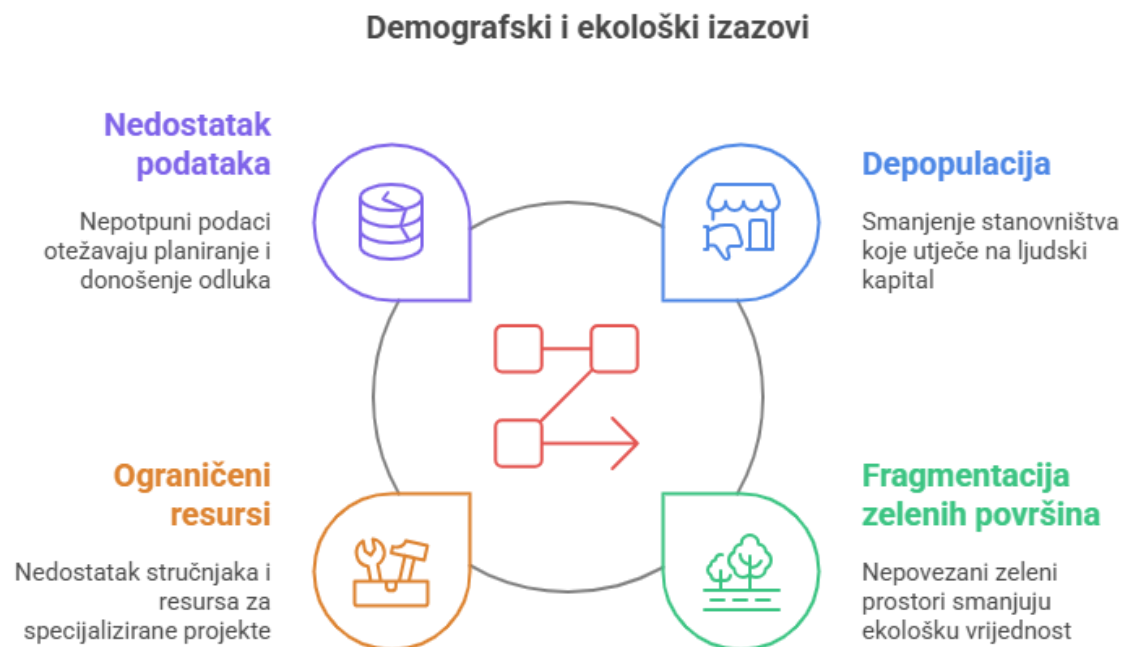 Demografski i ekološki izazovi
Nedostatak
podataka
Nepotpuni podaci
otežavaju planiranje i
donošenje odluka
Depopulacija
Smanjenje stanovništva
koje utječe na ljudski
kapital
Ograničeni
resursi
Nedostatak stručnjaka i
resursa za
specijalizirane projekte
Fragmentacija
zelenih površina
Nepovezani zeleni
prostori smanjuju
ekološku vrijednost